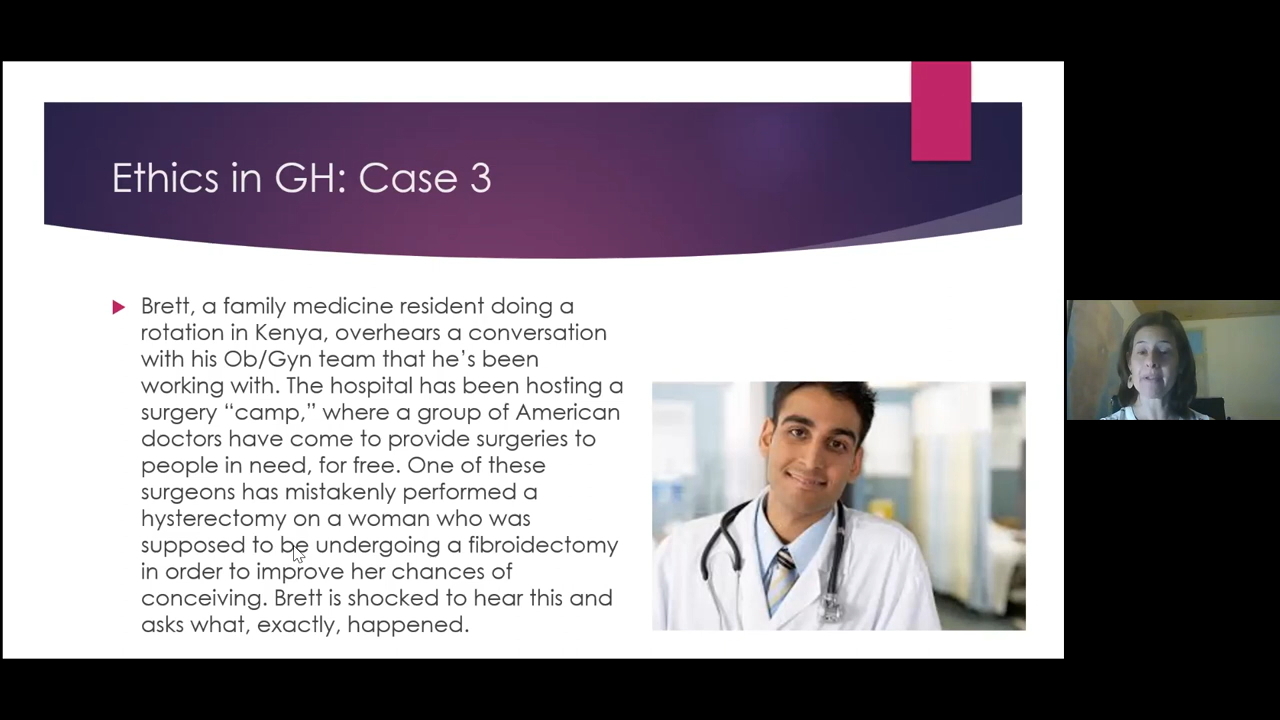 Ethics in GH: Case 3
Brett, a family medicine resident doing a
rotation in Kenya, overhears a conversation
with his Ob/Gyn team that he’s been
working with. The hospital has been hosting a
surgery “camp,” where a group of American
doctors have come to provide surgeries to
people in need, for free. One of these
surgeons has mistakenly performed a
hysterectomy on a woman who was
supposed to be undergoing a fibroidectomy
in order to improve her chances of
conceiving. Brett is shocked to hear this and
asks what, exactly, happened.